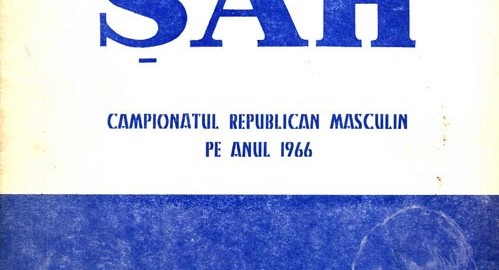 ȘAH
CAMPIONATUL REPUBLICAN MASCULIN
PE ANUL 1966